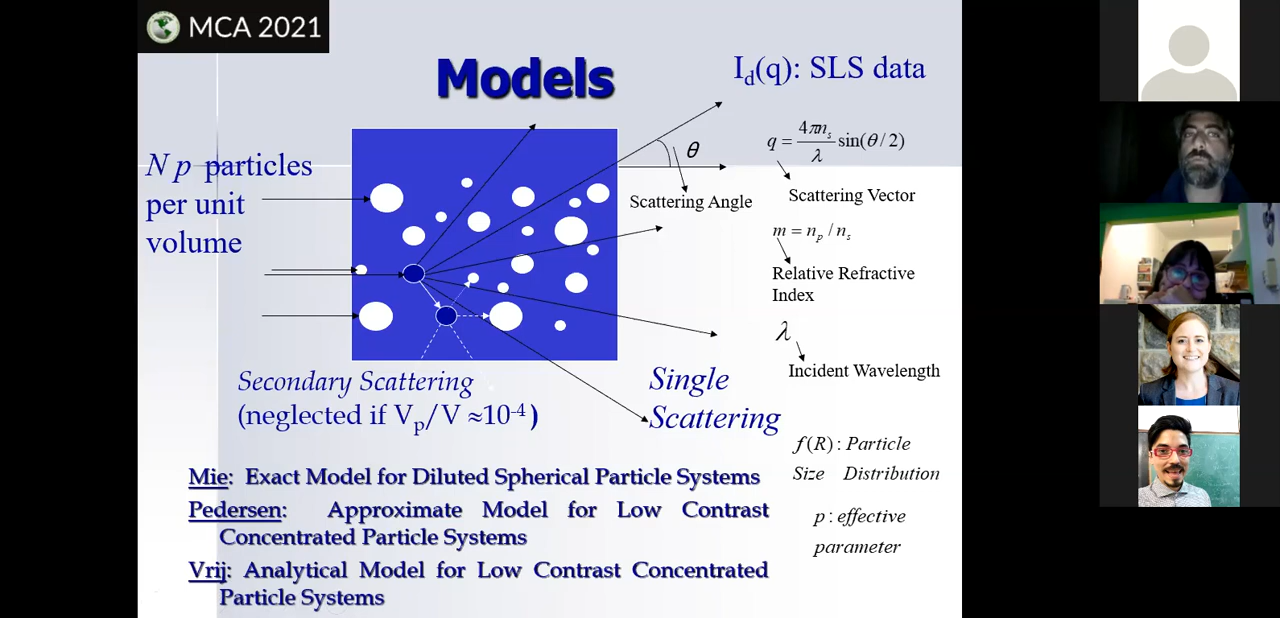 MCA 2021
Models
I_d(q): SLS data
N p particles
per unit
volume
θ
Scattering Angle
q = 4πn_s / λ sin(θ/2)
Scattering Vector
m = n_p / n_s
Relative Refractive
Index
λ
Incident Wavelength
Secondary Scattering
(neglected if V_p/V ≈10⁻⁴)
Single
Scattering
f(R): Particle
Size Distribution
p: effective
parameter
Mie: Exact Model for Diluted Spherical Particle Systems
Pedersen: Approximate Model for Low Contrast
Concentrated Particle Systems
Vrij: Analytical Model for Low Contrast Concentrated
Particle Systems